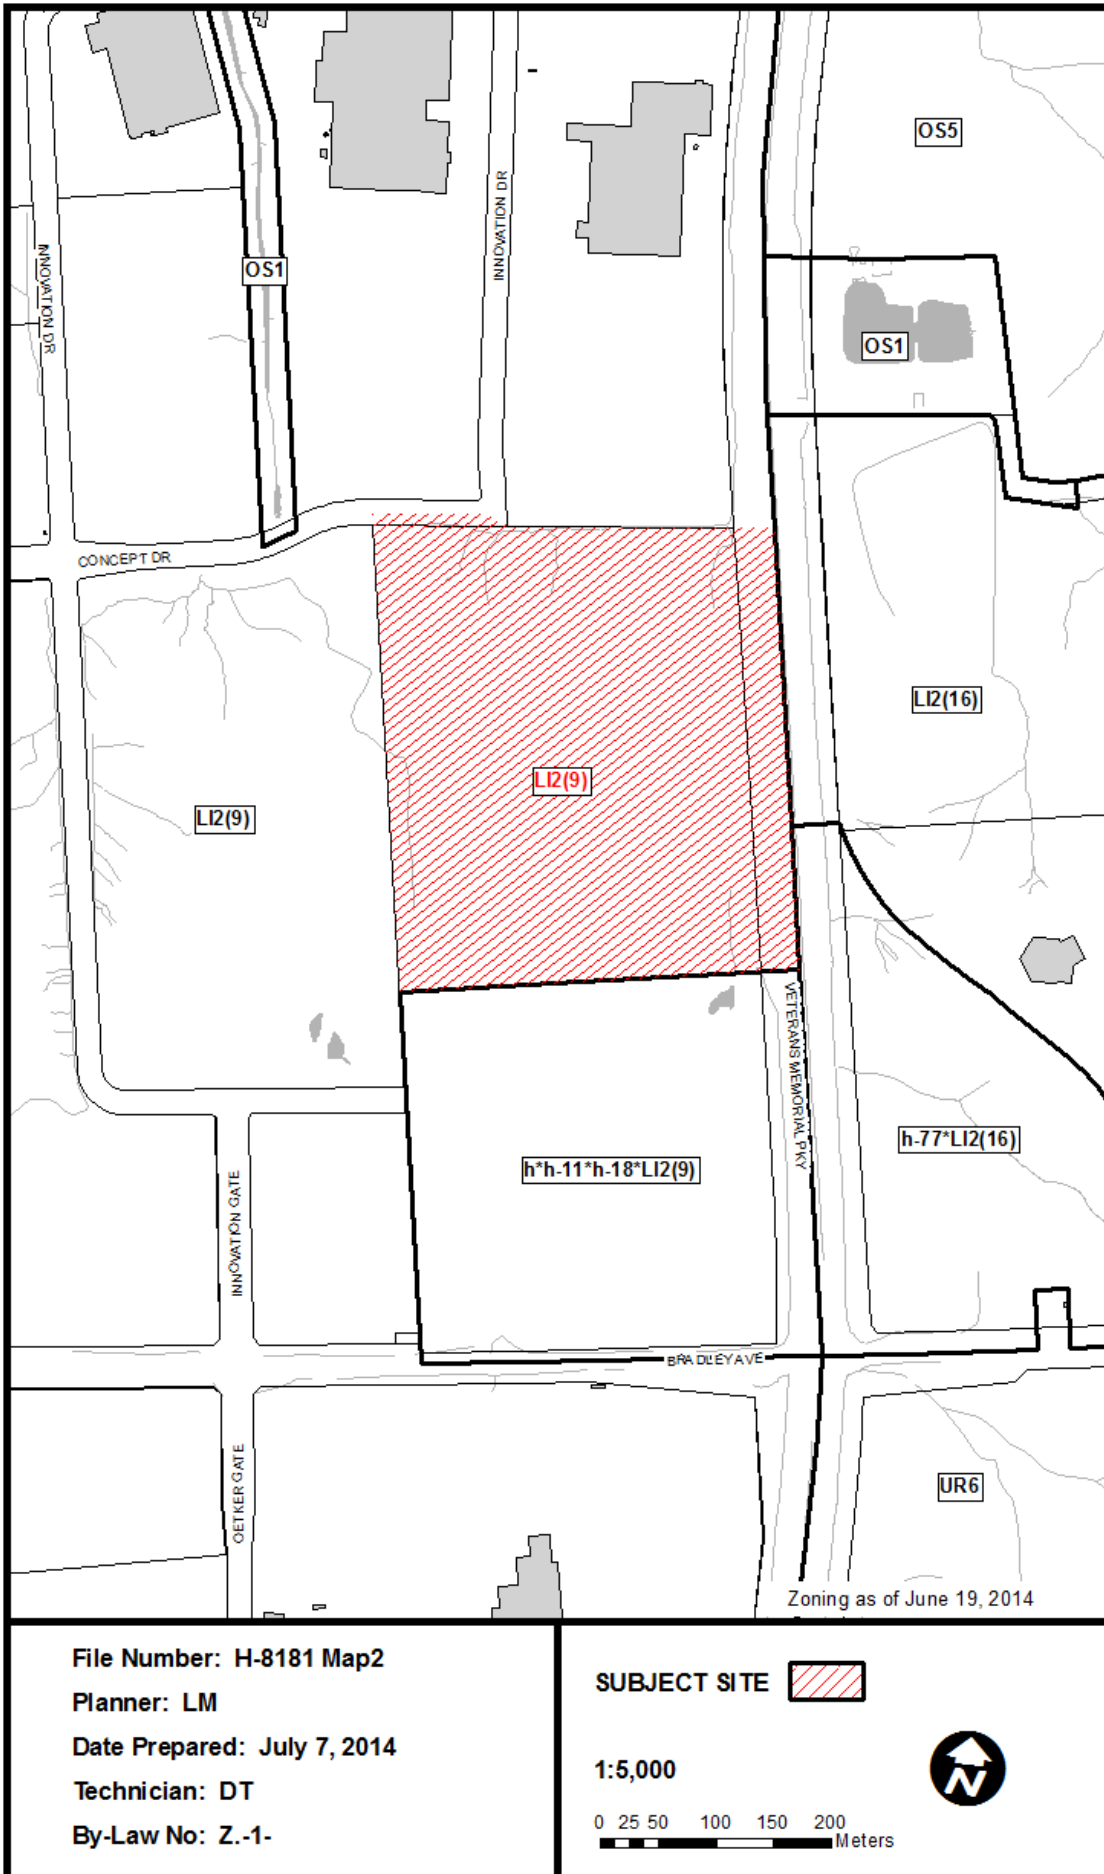 OS5
INNOVATION DR
INNOVATION DR
OS1
OS1
CONCEPT DR
LI2(16)
LI2(9)
LI2(9)
VETERANS MEMORIAL PKY
h-77*LI2(16)
h*h-11*h-18*LI2(9)
INNOVATION GATE
BRADLEY AVE
OETKER GATE
UR6
Zoning as of June 19, 2014
File Number: H-8181 Map2
Planner: LM
Date Prepared: July 7, 2014
Technician: DT
By-Law No: Z.-1-
SUBJECT SITE
1:5,000
N
0 25 50 100 150 200
Meters